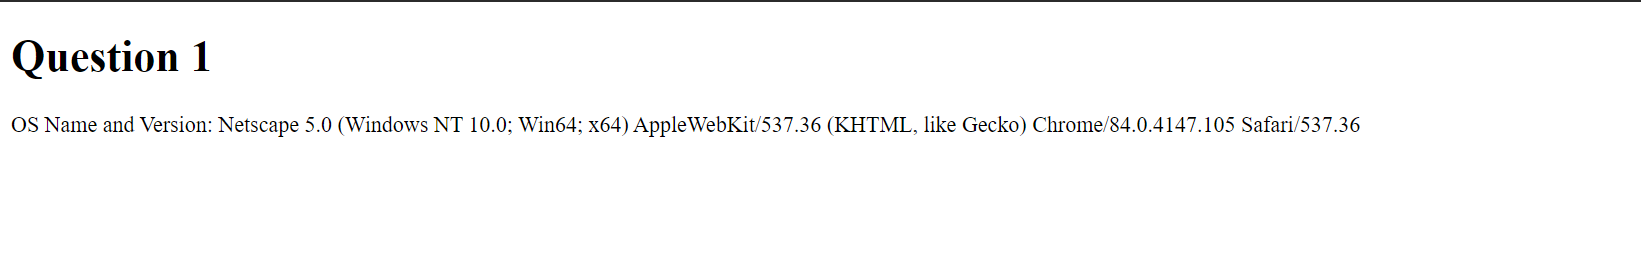 Question 1
OS Name and Version: Netscape 5.0 (Windows NT 10.0; Win64; x64) AppleWebKit/537.36 (KHTML, like Gecko) Chrome/84.0.4147.105 Safari/537.36